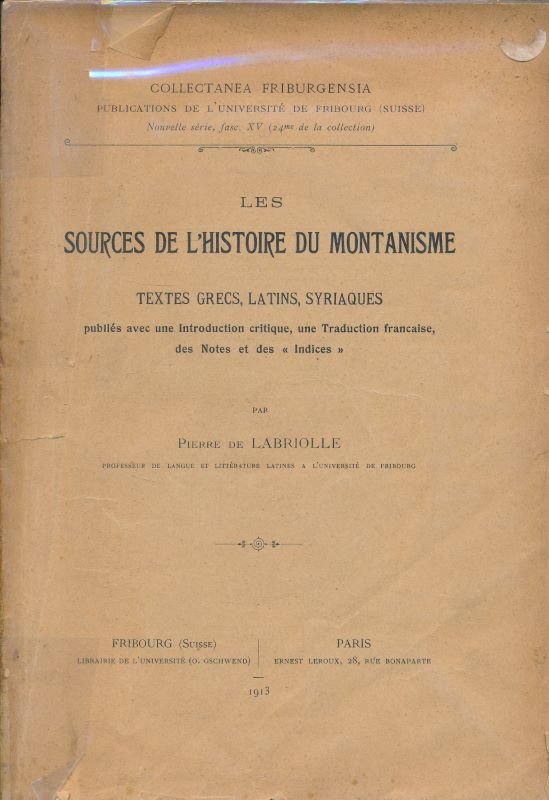 COLLECTANEA FRIBURGENSIA
PUBLICATIONS DE L'UNIVERSITÉ DE FRIBOURG (SUISSE)
Nouvelle série, fasc. XV (24me de la collection)
LES
SOURCES DE L'HISTOIRE DU MONTANISME
TEXTES GRECS, LATINS, SYRIAQUES
publiés avec une Introduction critique, une Traduction francaise,
des Notes et des « Indices »
PAR
PIERRE DE LABRIOLLE
PROFESSEUR DE LANGUE ET LITTÉRATURE LATINES A L'UNIVERSITÉ DE FRIBOURG
FRIBOURG (SUISSE)
LIBRAIRIE DE L'UNIVERSITÉ (O. GSCHWEND)
PARIS
ERNEST LEROUX, 28, RUE BONAPARTE
1913